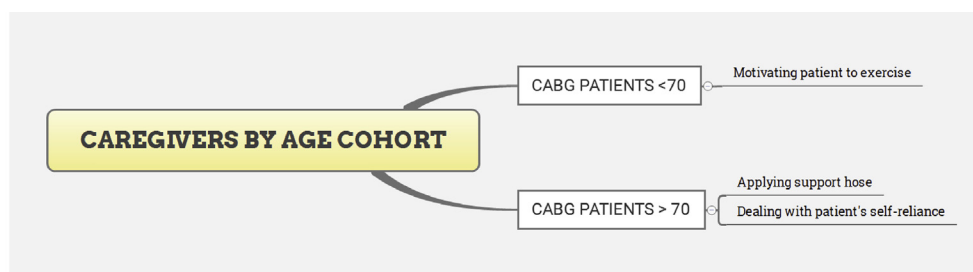 CAREGIVERS BY AGE COHORT
CABG PATIENTS <70
Motivating patient to exercise
CABG PATIENTS > 70
Applying support hose
Dealing with patient's self-reliance